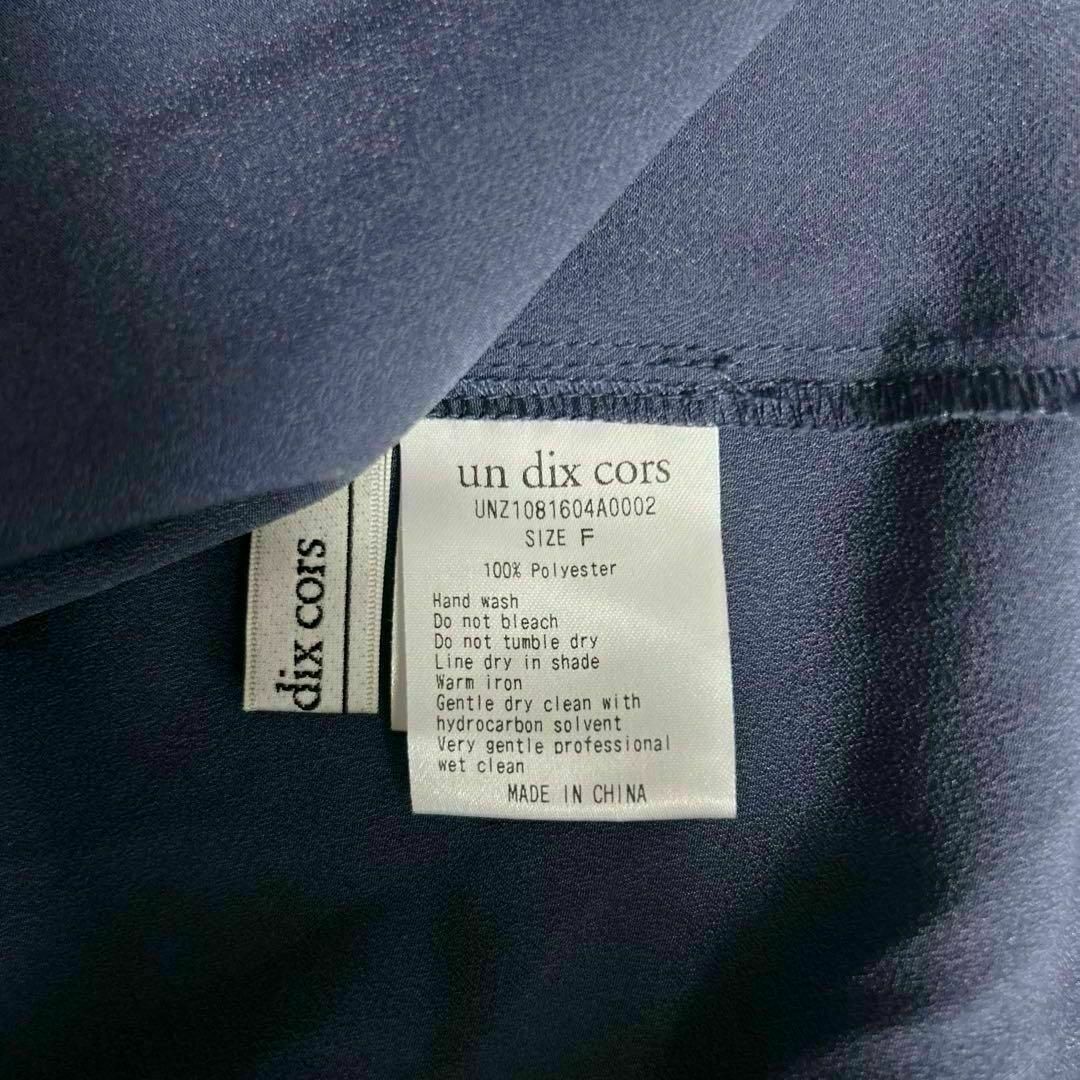 un dix cors
UNZ1081604A0002
SIZE F
100% Polyester
Hand wash
Do not bleach
Do not tumble dry
Line dry in shade
Warm iron
Gentle dry clean with
hydrocarbon solvent
Very gentle professional
wet clean
MADE IN CHINA
dix cors